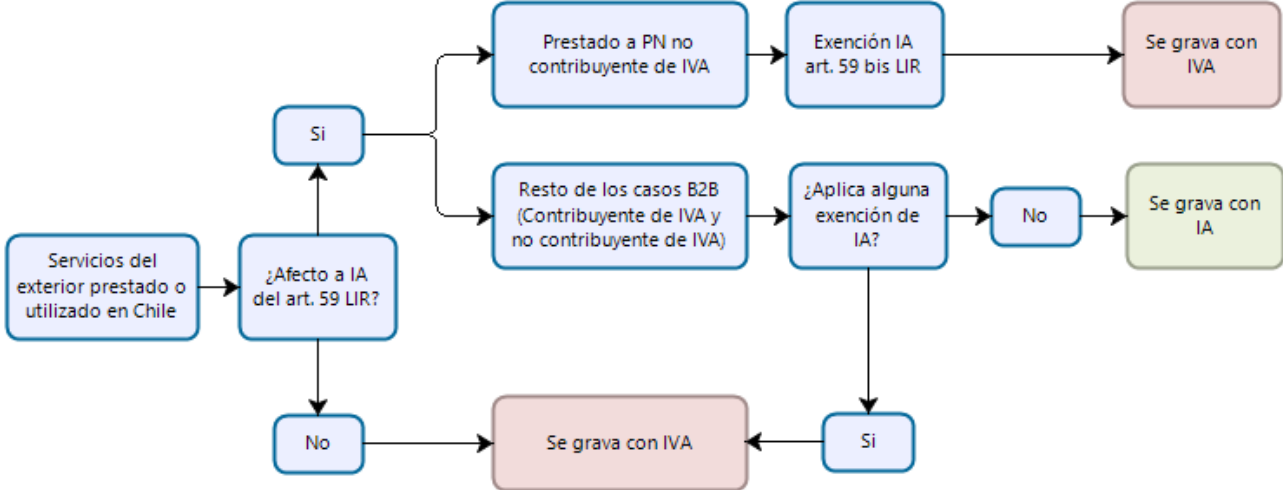 Servicios del
exterior prestado o
utilizado en Chile
¿Afecto a IA
del art. 59 LIR?
Si
Prestado a PN no
contribuyente de IVA
Exención IA
art. 59 bis LIR
Se grava con
IVA
Resto de los casos B2B
(Contribuyente de IVA y
no contribuyente de IVA)
¿Aplica alguna
exención de
IA?
No
Se grava con
IA
No
Se grava con IVA
Si